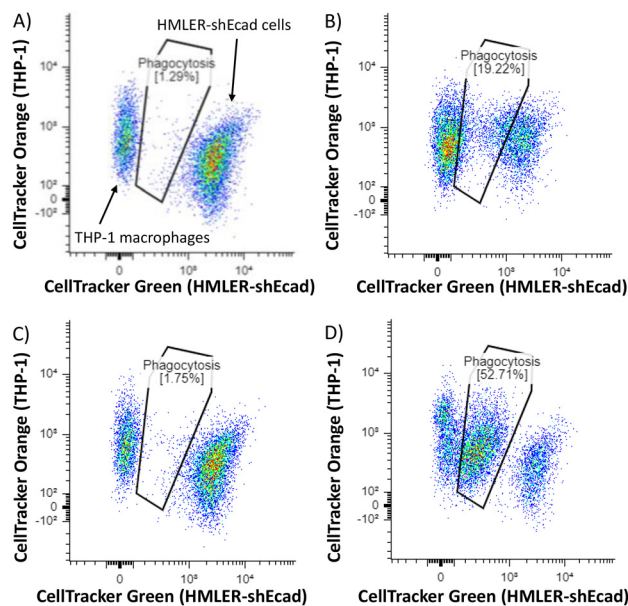 A)
HMLER-shEcad cells
CellTracker Orange (THP-1)
10⁴
10³
10²
0
-10²
Phagocytosis
[1.29%]
THP-1 macrophages
0
10³
10⁴
CellTracker Green (HMLER-shEcad)
B)
CellTracker Orange (THP-1)
10⁴
10³
10²
0
-10²
Phagocytosis
[19.22%]
0
10³
10⁴
CellTracker Green (HMLER-shEcad)
C)
CellTracker Orange (THP-1)
10⁴
10³
10²
0
-10²
Phagocytosis
[1.75%]
0
10³
10⁴
CellTracker Green (HMLER-shEcad)
D)
CellTracker Orange (THP-1)
10⁴
10³
10²
0
-10²
Phagocytosis
[52.71%]
0
10³
10⁴
CellTracker Green (HMLER-shEcad)